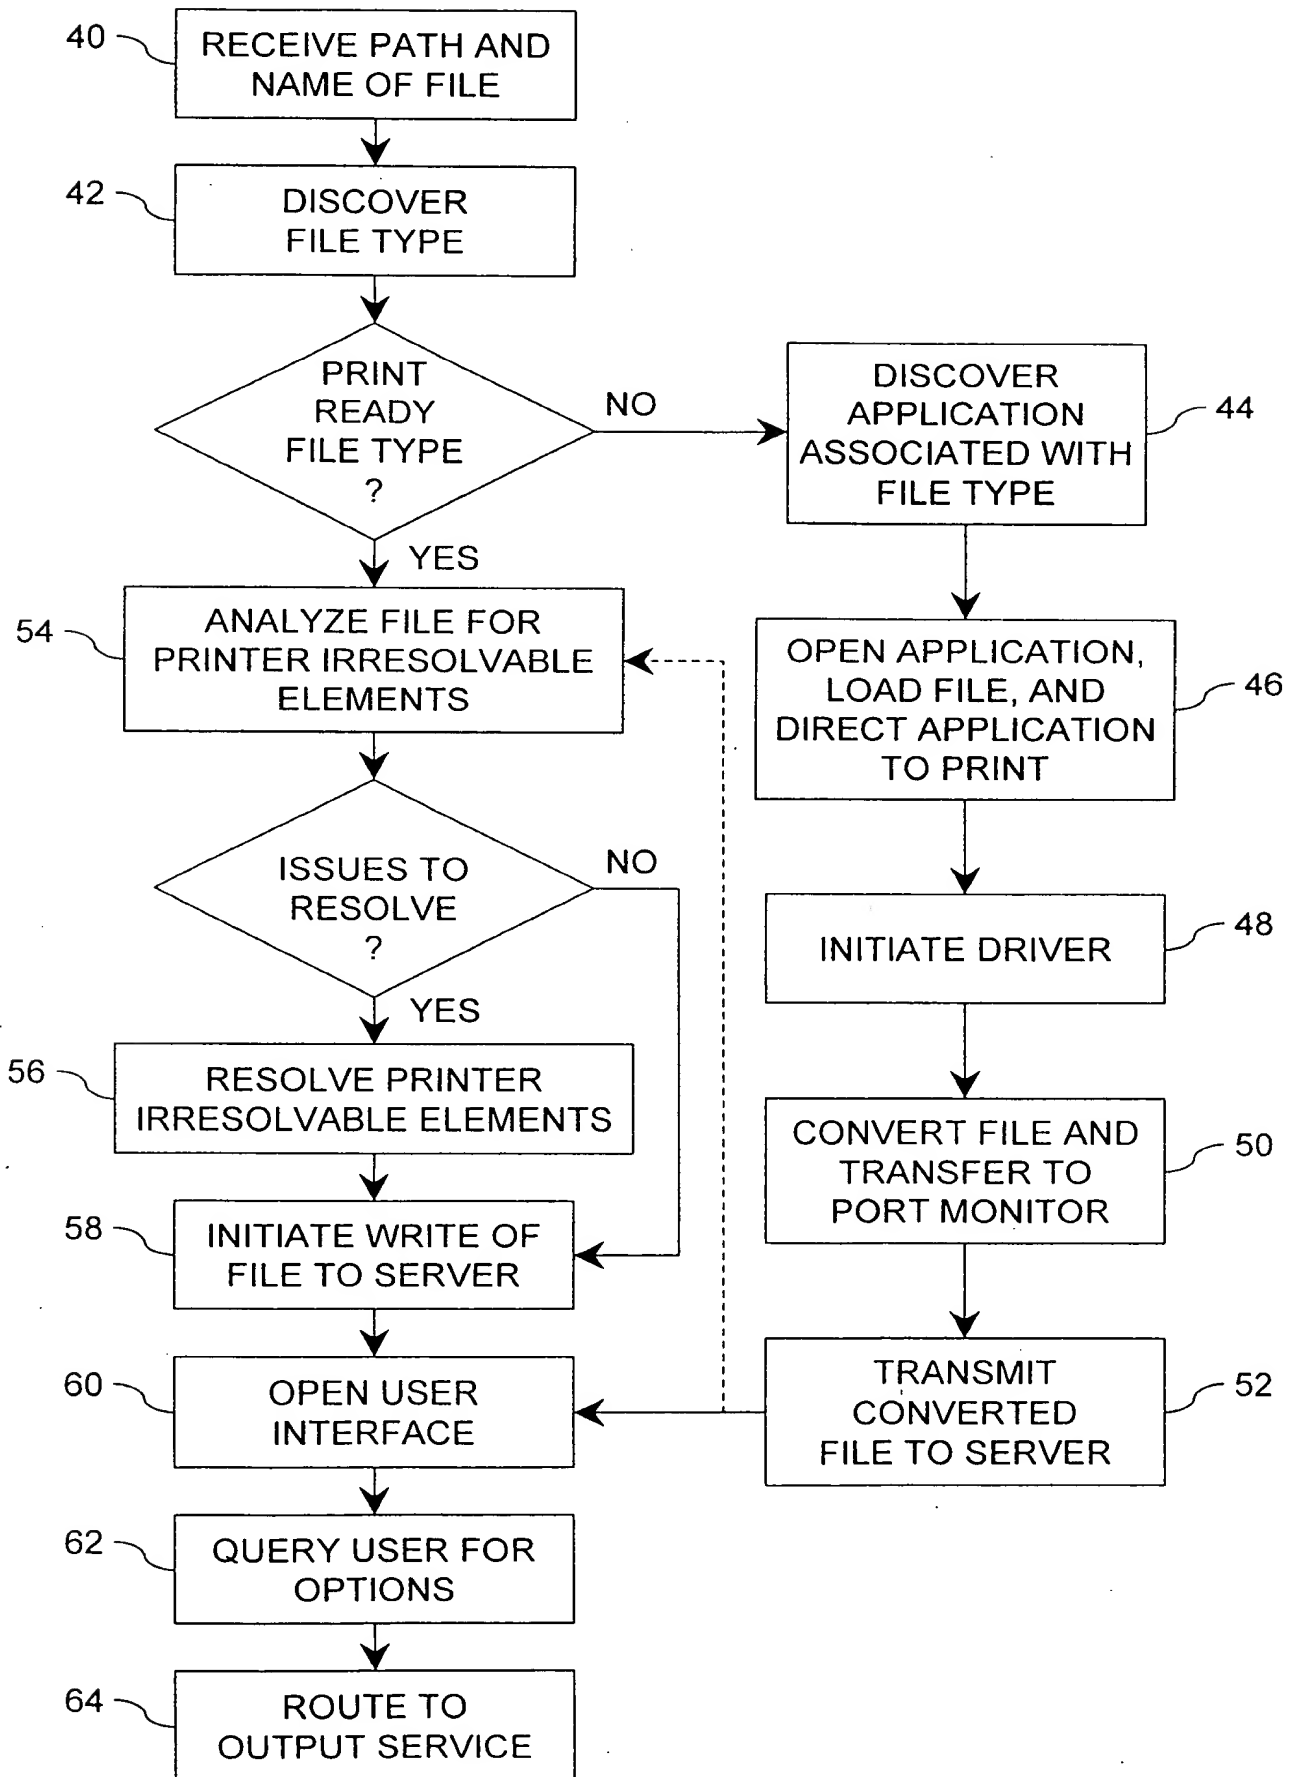 40
RECEIVE PATH AND
NAME OF FILE
42
DISCOVER
FILE TYPE
PRINT
READY
FILE TYPE
?
NO
YES
DISCOVER
APPLICATION
ASSOCIATED WITH
FILE TYPE
44
OPEN APPLICATION,
LOAD FILE, AND
DIRECT APPLICATION
TO PRINT
46
INITIATE DRIVER
48
CONVERT FILE AND
TRANSFER TO
PORT MONITOR
50
TRANSMIT
CONVERTED
FILE TO SERVER
52
54
ANALYZE FILE FOR
PRINTER IRRESOLVABLE
ELEMENTS
ISSUES TO
RESOLVE
?
NO
YES
56
RESOLVE PRINTER
IRRESOLVABLE ELEMENTS
58
INITIATE WRITE OF
FILE TO SERVER
60
OPEN USER
INTERFACE
62
QUERY USER FOR
OPTIONS
64
ROUTE TO
OUTPUT SERVICE